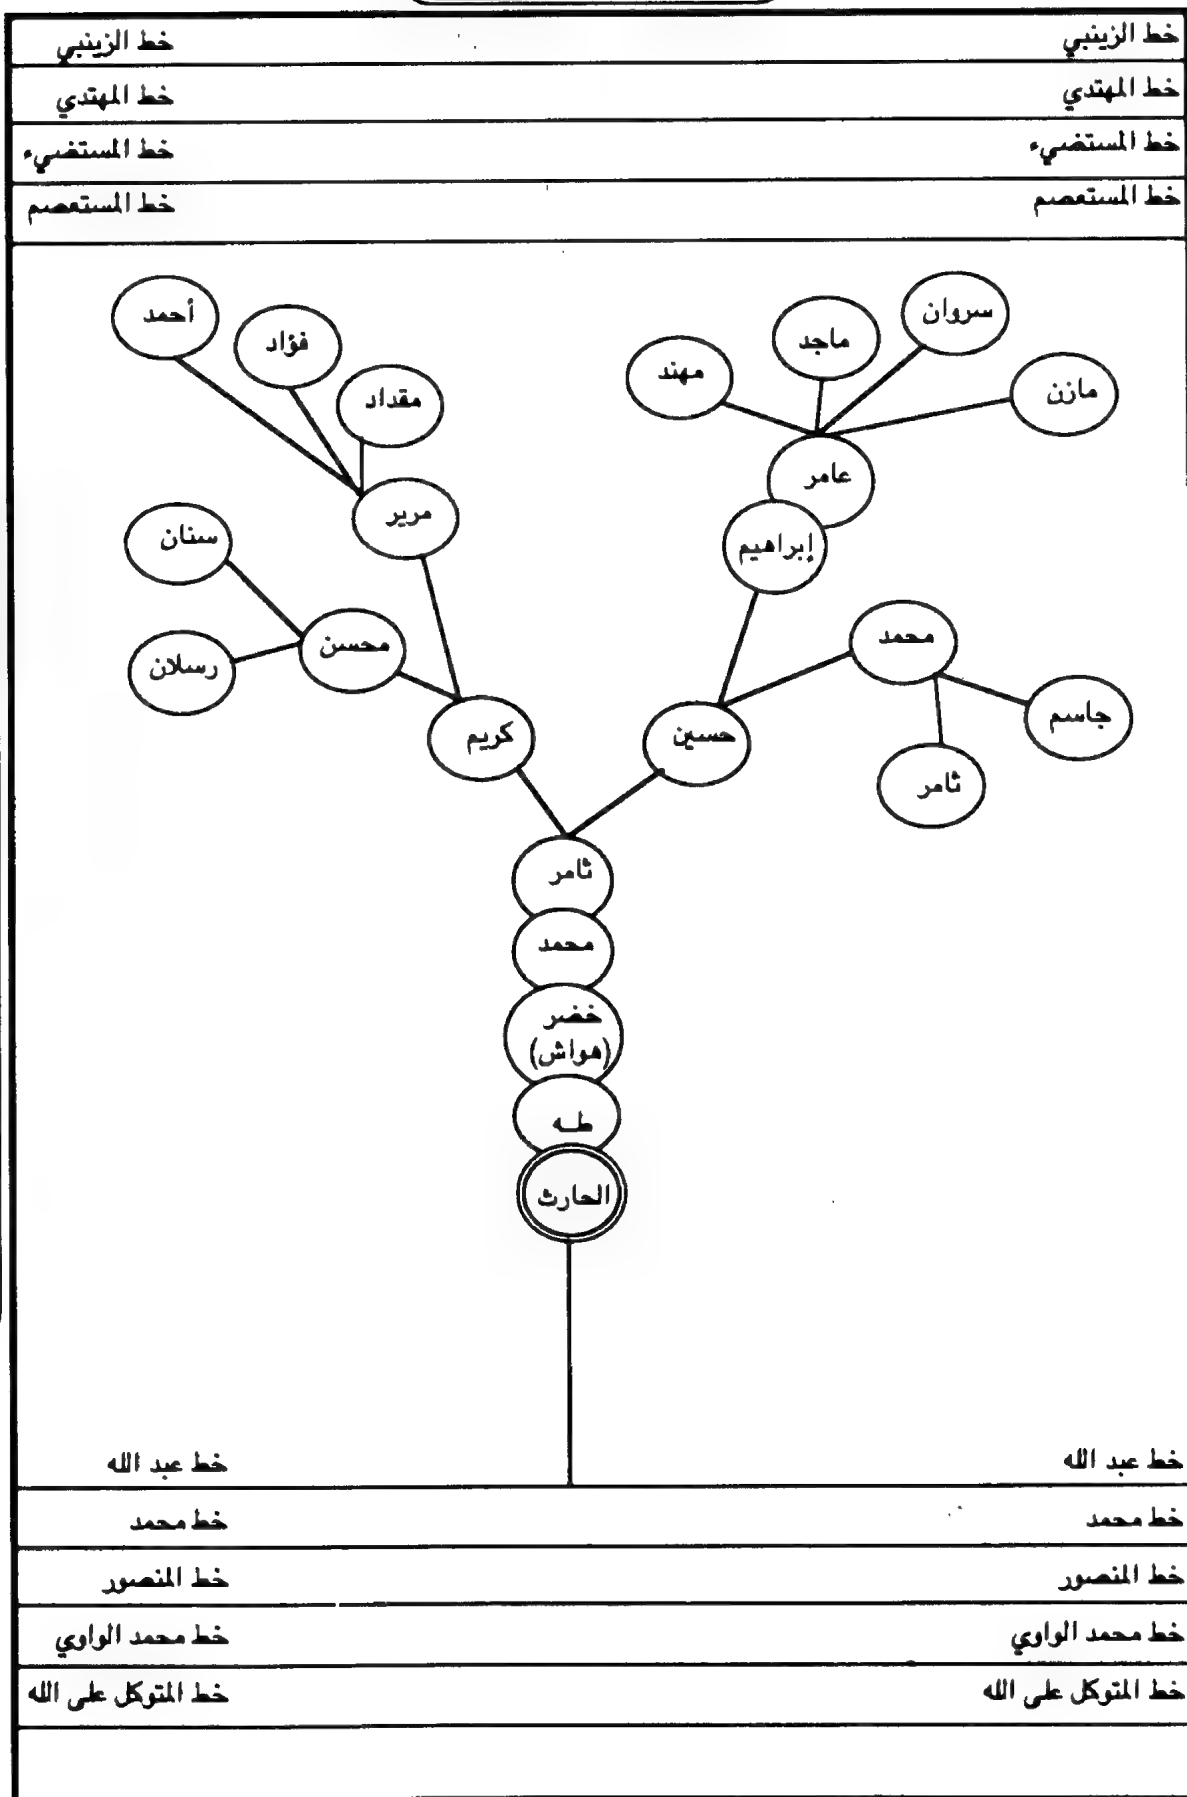 خط الزينبي خط الزينبي
خط المهتدي خط المهتدي
خط المستضيء خط المستضيء
خط المستعصم خط المستعصم
سروان
ماجد
مازن
مهند
عامر
إبراهيم
محمد
جاسم
ثامر
حسين
أحمد
فؤاد
مقداد
مرير
سنان
محسن
رسلان
كريم
ثامر
محمد
خضر
(هواش)
طه
الحارث
خط عبد الله خط عبد الله
خط محمد خط محمد
خط المنصور خط المنصور
خط محمد الواوي خط محمد الواوي
خط المتوكل على الله خط المتوكل على الله